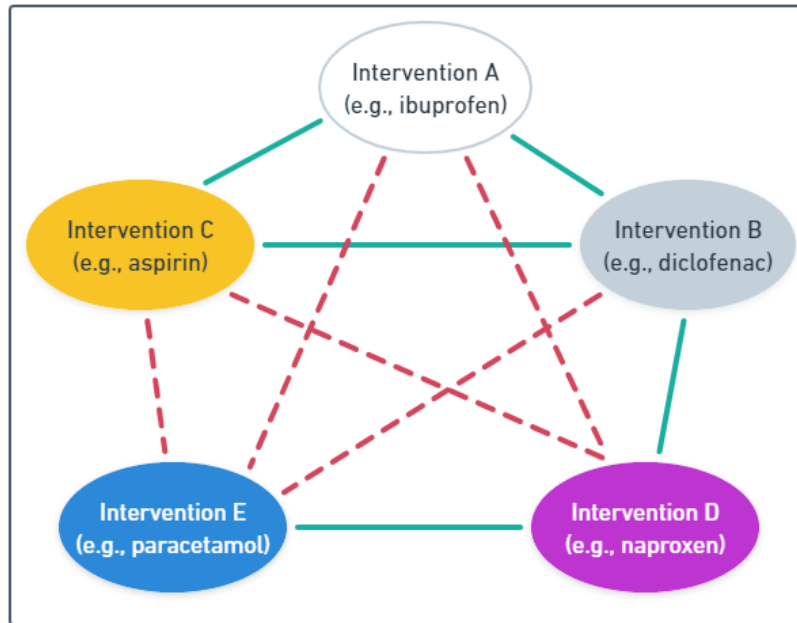 Intervention A
(e.g., ibuprofen)
Intervention C
(e.g., aspirin)
Intervention B
(e.g., diclofenac)
Intervention E
(e.g., paracetamol)
Intervention D
(e.g., naproxen)